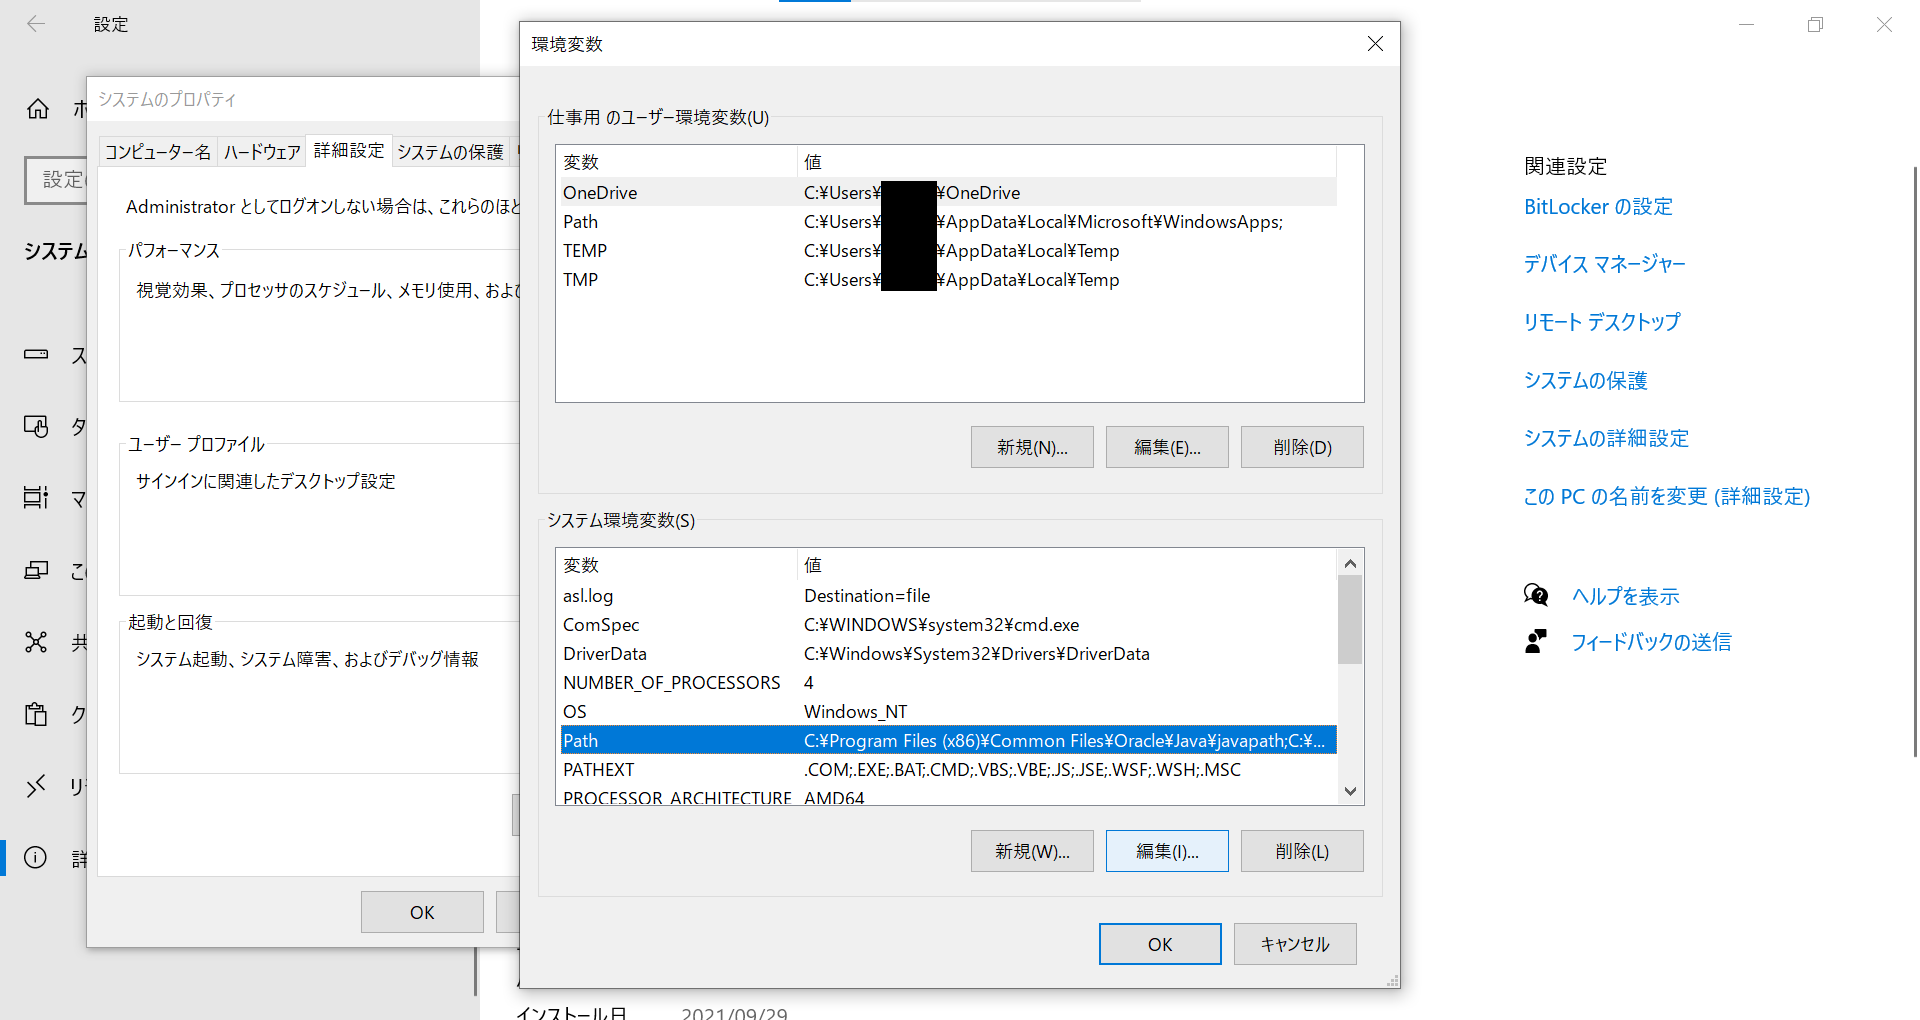 設定
ホ
設定
システム
ス
タ
マ
こ
共
ク
リ
詳
システムのプロパティ
コンピューター名
ハードウェア
詳細設定
システムの保護
Administrator としてログオンしない場合は、これらのほと
パフォーマンス
視覚効果、プロセッサのスケジュール、メモリ使用、およ
ユーザー プロファイル
サインインに関連したデスクトップ設定
起動と回復
システム起動、システム障害、およびデバッグ情報
OK
環境変数
仕事用 のユーザー環境変数(U)
変数 値
OneDrive C:¥Users¥ ¥OneDrive
Path C:¥Users¥ ¥AppData¥Local¥Microsoft¥WindowsApps;
TEMP C:¥Users¥ ¥AppData¥Local¥Temp
TMP C:¥Users¥ ¥AppData¥Local¥Temp
新規(N)... 編集(E)... 削除(D)
システム環境変数(S)
変数 値
asl.log Destination=file
ComSpec C:¥WINDOWS¥system32¥cmd.exe
DriverData C:¥Windows¥System32¥Drivers¥DriverData
NUMBER_OF_PROCESSORS 4
OS Windows_NT
Path C:¥Program Files (x86)¥Common Files¥Oracle¥Java¥javapath;C:¥...
PATHEXT .COM;.EXE;.BAT;.CMD;.VBS;.VBE;.JS;.JSE;.WSF;.WSH;.MSC
PROCESSOR_ARCHITECTURE AMD64
新規(W)... 編集(I)... 削除(L)
OK キャンセル
インストール日 2021/09/29
関連設定
BitLocker の設定
デバイス マネージャー
リモート デスクトップ
システムの保護
システムの詳細設定
この PC の名前を変更 (詳細設定)
ヘルプを表示
フィードバックの送信